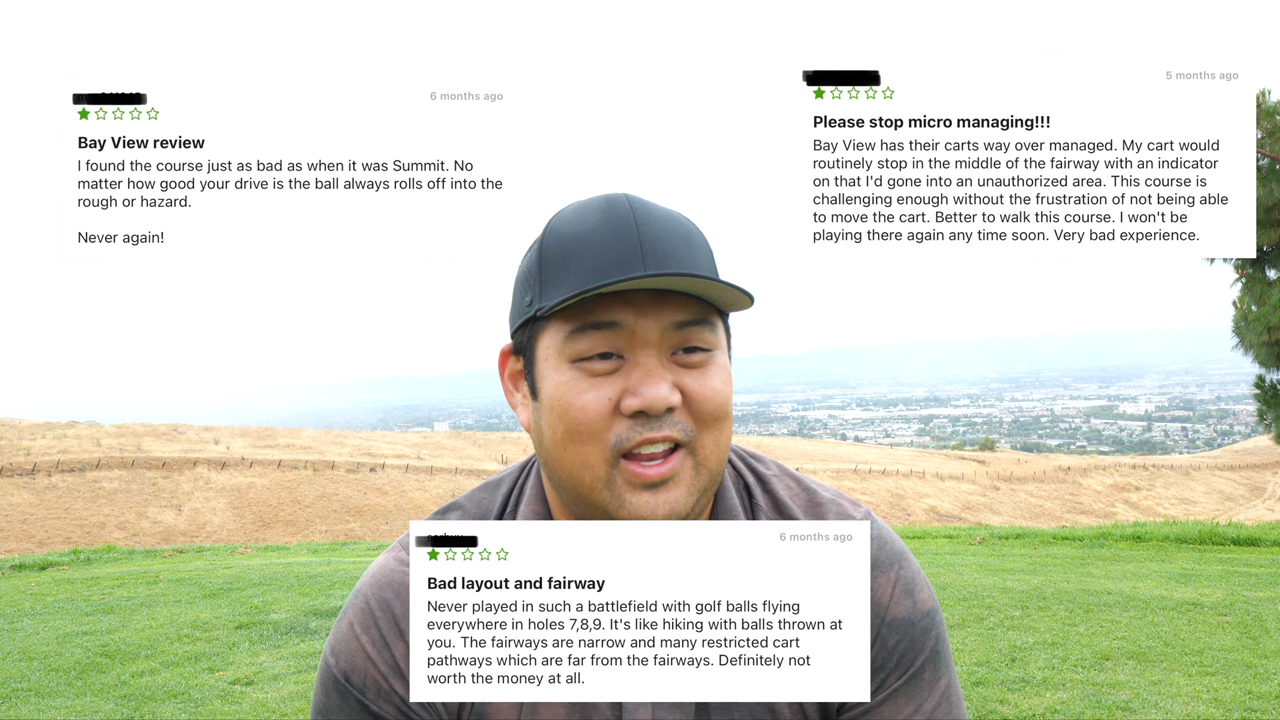 6 months ago
Bay View review
I found the course just as bad as when it was Summit. No
matter how good your drive is the ball always rolls off into the
rough or hazard.
Never again!
5 months ago
Please stop micro managing!!!
Bay View has their carts way over managed. My cart would
routinely stop in the middle of the fairway with an indicator
on that I'd gone into an unauthorized area. This course is
challenging enough without the frustration of not being able
to move the cart. Better to walk this course. I won't be
playing there again any time soon. Very bad experience.
6 months ago
Bad layout and fairway
Never played in such a battlefield with golf balls flying
everywhere in holes 7,8,9. It's like hiking with balls thrown at
you. The fairways are narrow and many restricted cart
pathways which are far from the fairways. Definitely not
worth the money at all.